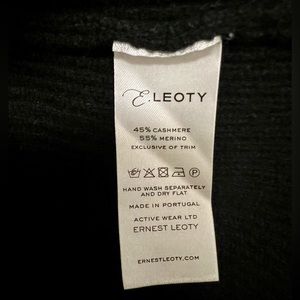 E.LEOTY
45% CASHMERE
55% MERINO
EXCLUSIVE OF TRIM
HAND WASH SEPARATELY
AND DRY FLAT
MADE IN PORTUGAL
ACTIVE WEAR LTD
ERNEST LEOTY
ERNESTLEOTY.COM